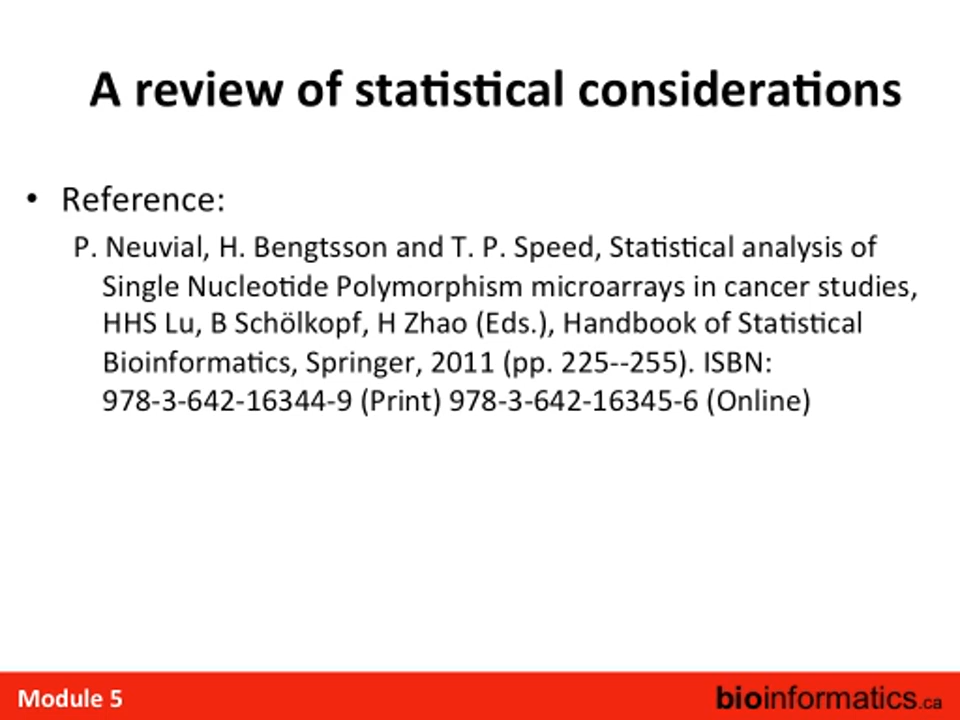 A review of statistical considerations
• Reference:
P. Neuvial, H. Bengtsson and T. P. Speed, Statistical analysis of
Single Nucleotide Polymorphism microarrays in cancer studies,
HHS Lu, B Schölkopf, H Zhao (Eds.), Handbook of Statistical
Bioinformatics, Springer, 2011 (pp. 225--255). ISBN:
978-3-642-16344-9 (Print) 978-3-642-16345-6 (Online)
Module 5
bioinformatics.ca